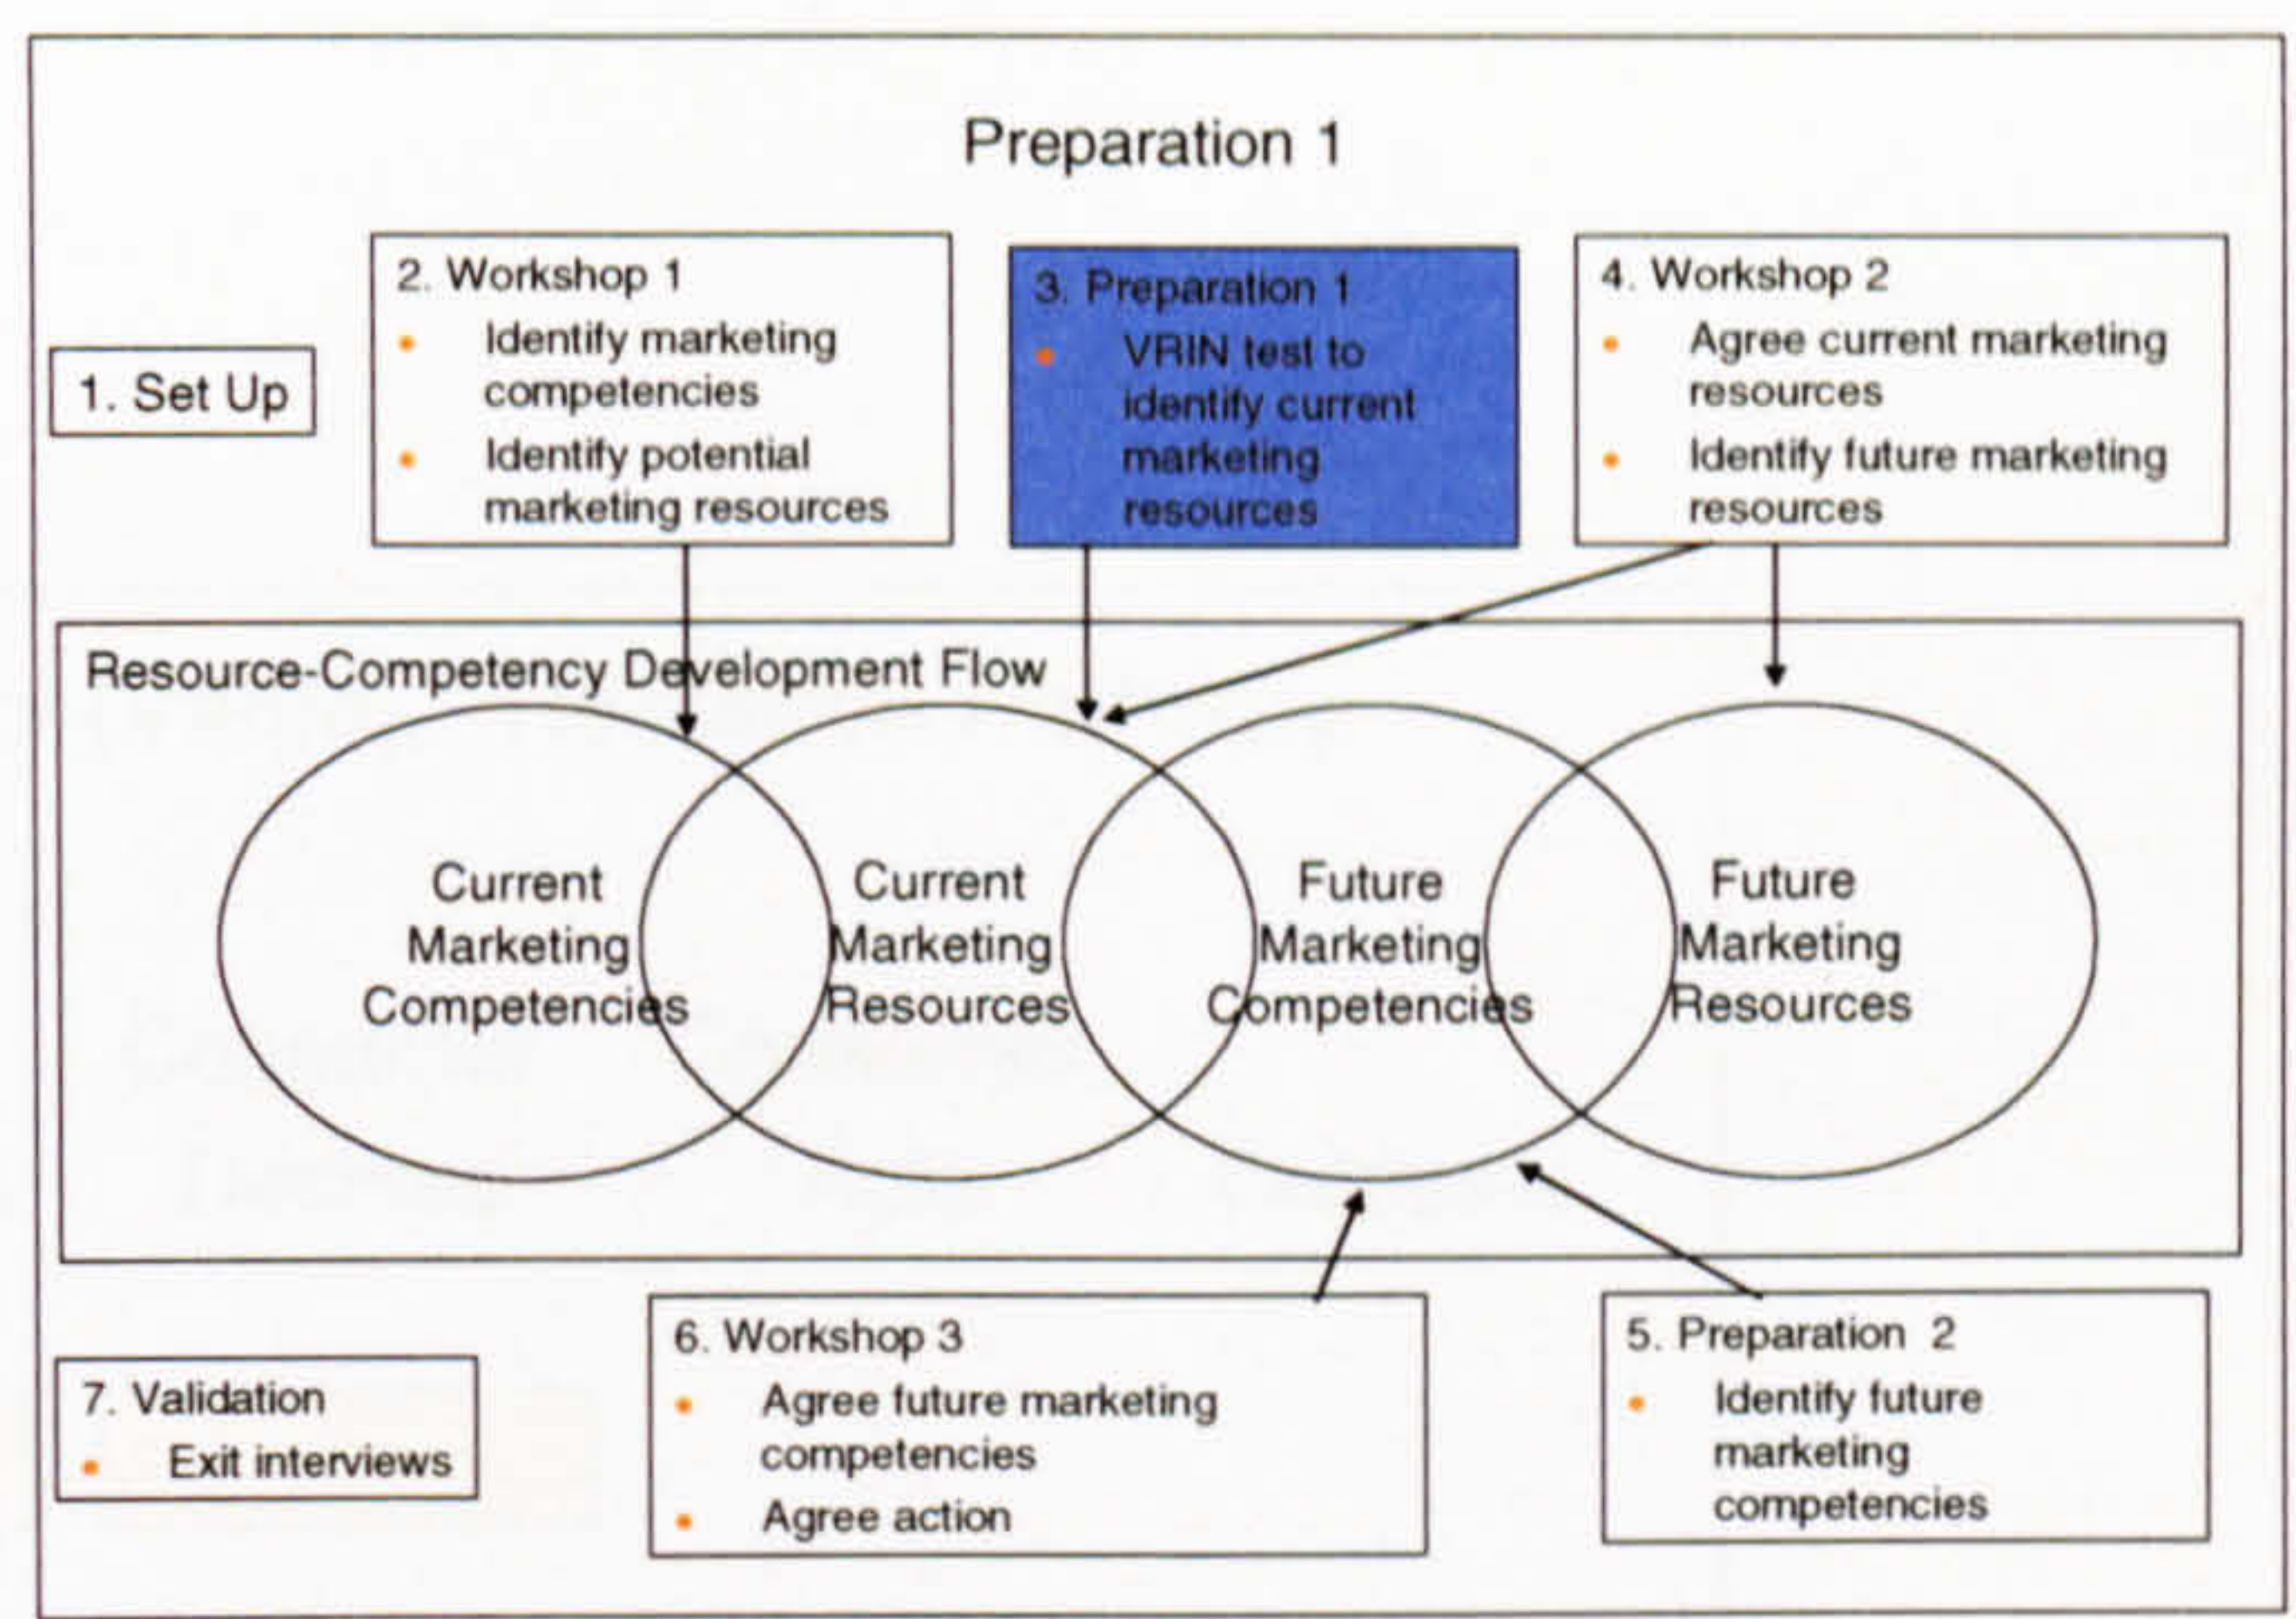 Preparation 1
1. Set Up
2. Workshop 1
• Identify marketing
competencies
• Identify potential
marketing resources
3. Preparation 1
• VRIN test to
identify current
marketing
resources
4. Workshop 2
• Agree current marketing
resources
• Identify future marketing
resources
Resource-Competency Development Flow
Current
Marketing
Competencies
Current
Marketing
Resources
Future
Marketing
Competencies
Future
Marketing
Resources
7. Validation
• Exit interviews
6. Workshop 3
• Agree future marketing
competencies
• Agree action
5. Preparation 2
• Identify future
marketing
competencies